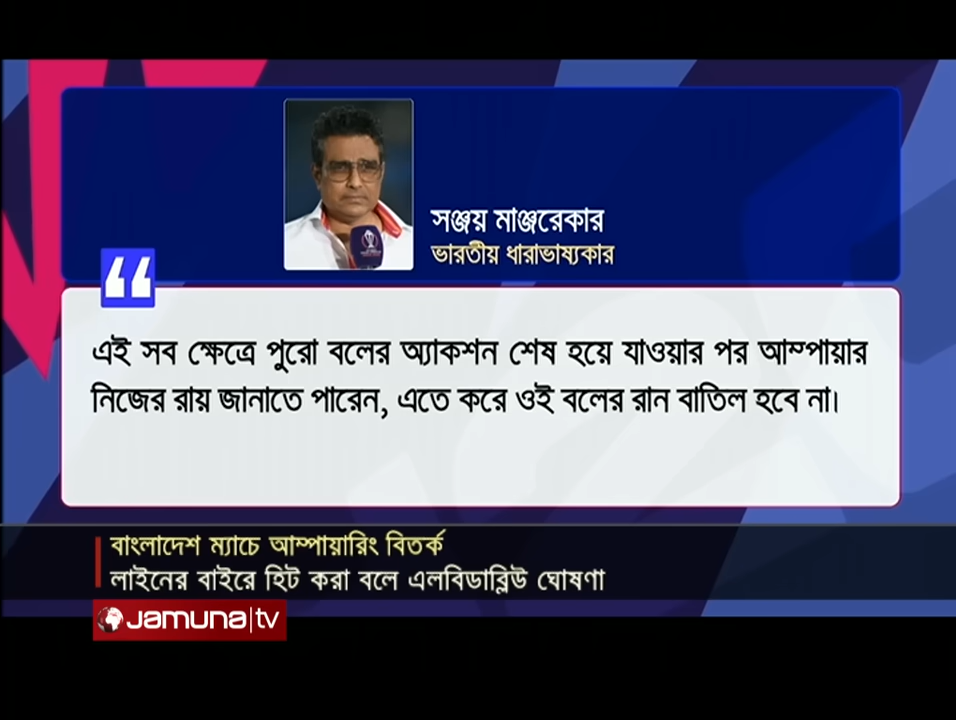 সঞ্জয় মাঞ্জরেকার
ভারতীয় ধারাভাষ্যকার
এই সব ক্ষেত্রে পুরো বলের অ্যাকশন শেষ হয়ে যাওয়ার পর আম্পায়ার
নিজের রায় জানাতে পারেন, এতে করে ওই বলের রান বাতিল হবে না।
বাংলাদেশ ম্যাচে আম্পায়ারিং বিতর্ক
লাইনের বাইরে হিট করা বলে এলবিডাব্লিউ ঘোষণা
Jamuna|tv